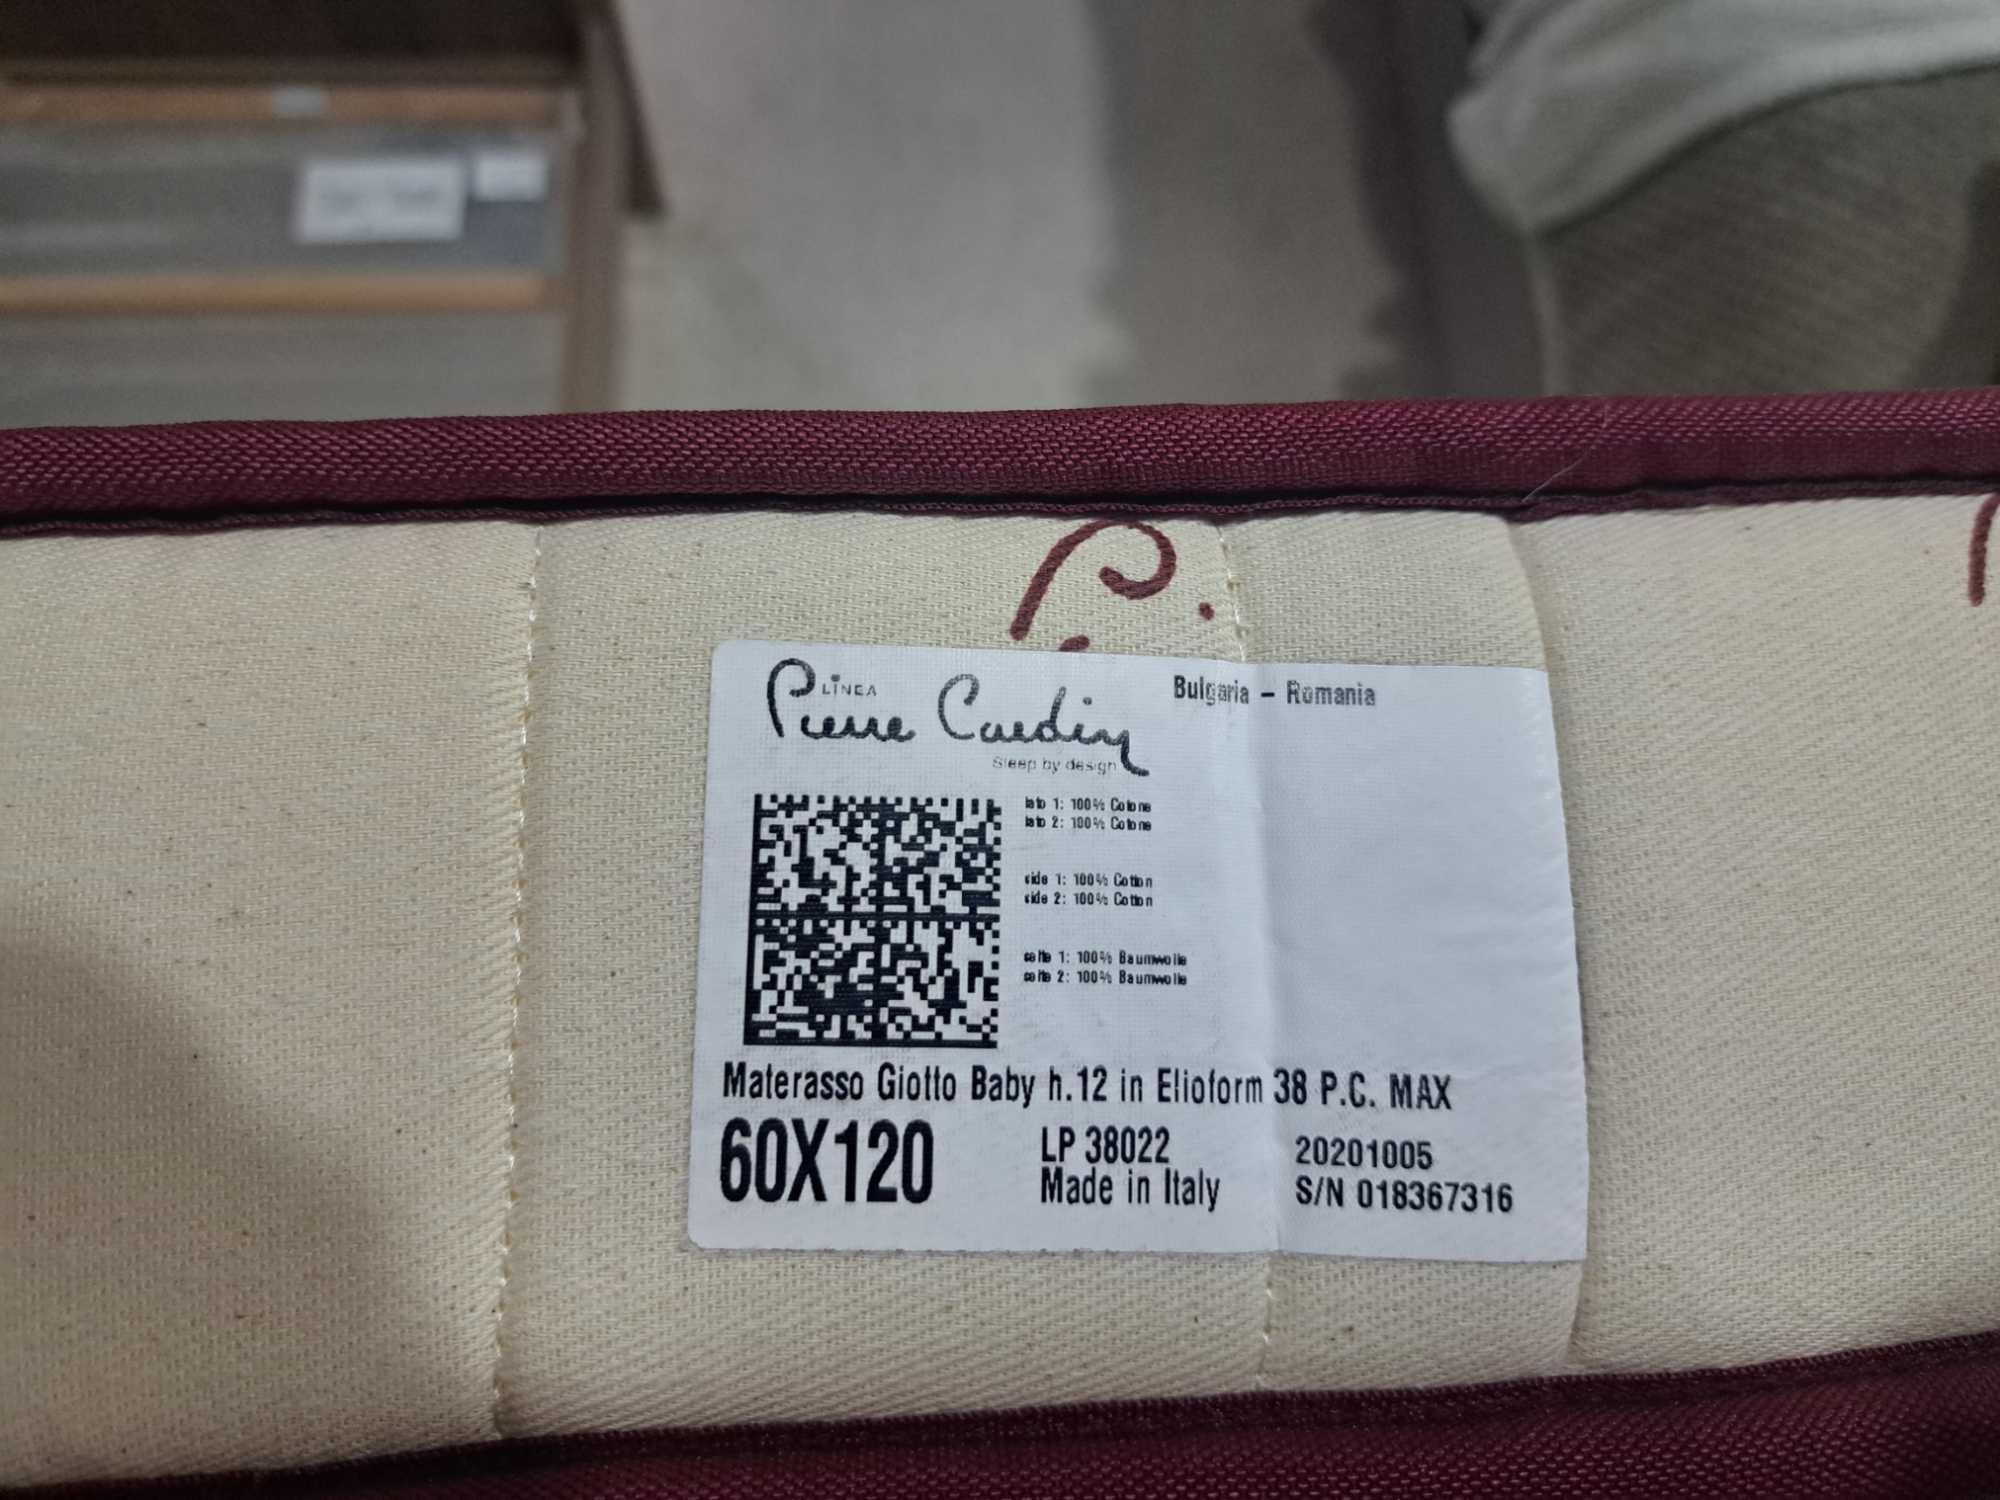 P.
LINEA
Pierre Cardin
Sleep by design
Bulgaria – Romania
lato 1: 100% Cotone
lato 2: 100% Cotone
side 1: 100% Cotton
side 2: 100% Cotton
seite 1: 100% Baumwolle
seite 2: 100% Baumwolle
Materasso Giotto Baby h.12 in Elioform 38 P.C. MAX
60X120
LP 38022
Made in Italy
20201005
S/N 018367316